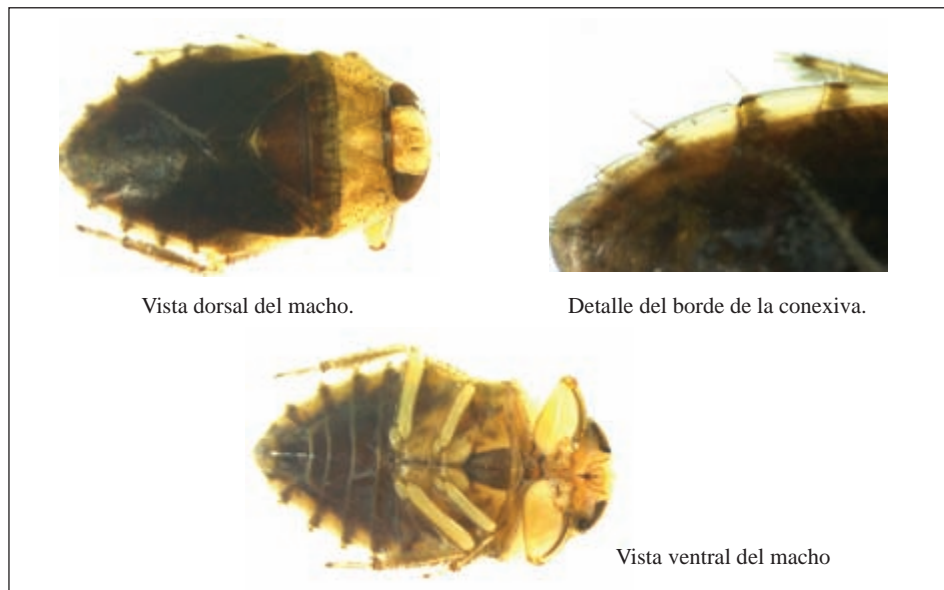 Vista dorsal del macho.
Detalle del borde de la conexiva.
Vista ventral del macho